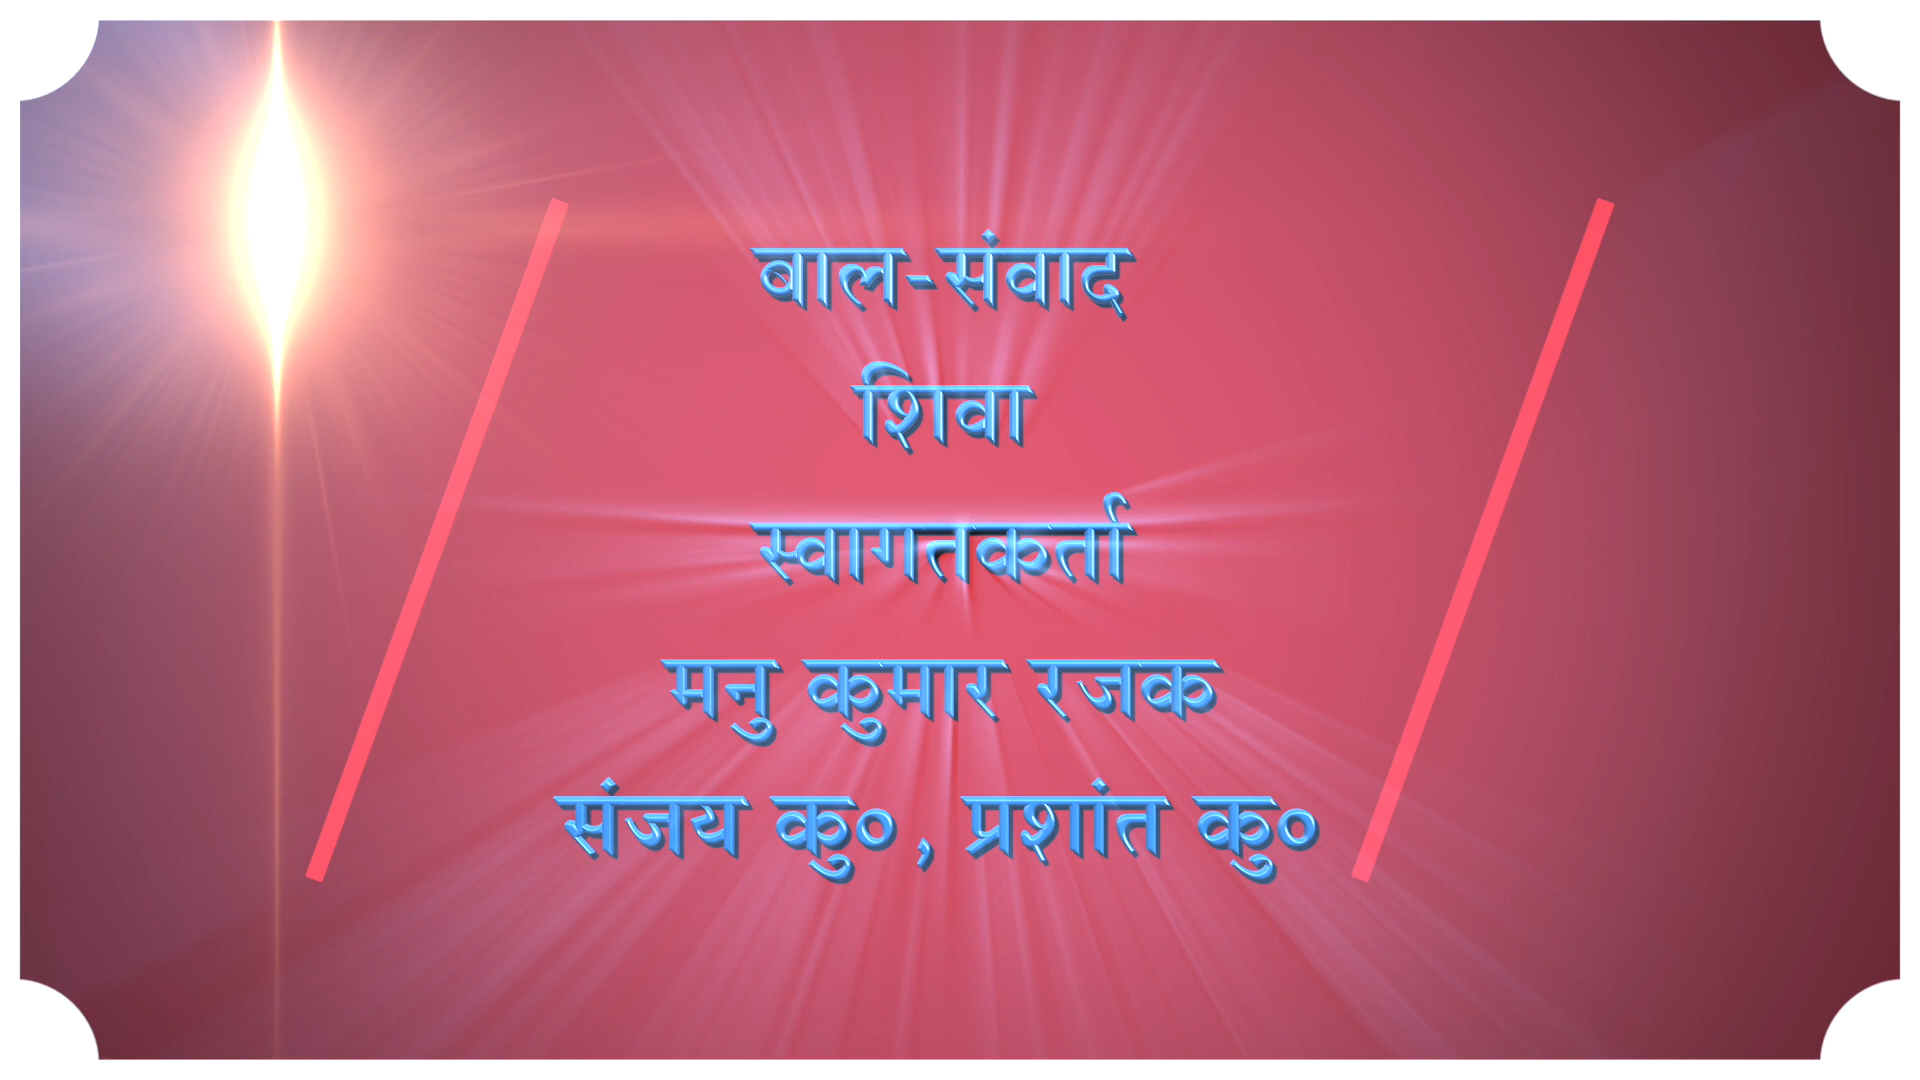 बाल-संवाद
शिवा
स्वागतकर्ता
मनु कुमार रजक
संजय कु० , प्रशांत कु०